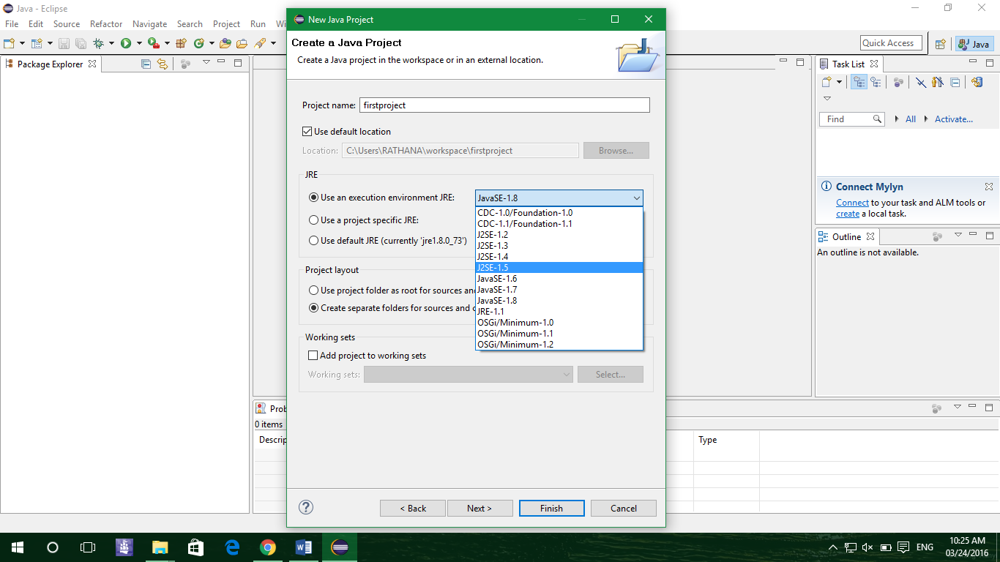 Java - Eclipse
File Edit Source Refactor Navigate Search Project Run
Quick Access
Java
Package Explorer
New Java Project
Create a Java Project
Create a Java project in the workspace or in an external location.
Project name: firstproject
Use default location
Location: C:\Users\RATHANA\workspace\firstproject Browse...
JRE
Use an execution environment JRE: JavaSE-1.8
Use a project specific JRE:
Use default JRE (currently 'jre1.8.0_73')
CDC-1.0/Foundation-1.0
CDC-1.1/Foundation-1.1
J2SE-1.2
J2SE-1.3
J2SE-1.4
J2SE-1.5
JavaSE-1.6
JavaSE-1.7
JavaSE-1.8
JRE-1.1
OSGi/Minimum-1.0
OSGi/Minimum-1.1
OSGi/Minimum-1.2
Project layout
Use project folder as root for sources
Create separate folders for sources
Working sets
Add project to working sets
Working sets: Select...
< Back Next > Finish Cancel
Task List
Find All Activate...
Connect Mylyn
Connect to your task and ALM tools or
create a local task.
Outline
An outline is not available.
0 items
Type
ENG
10:25 AM
03/24/2016